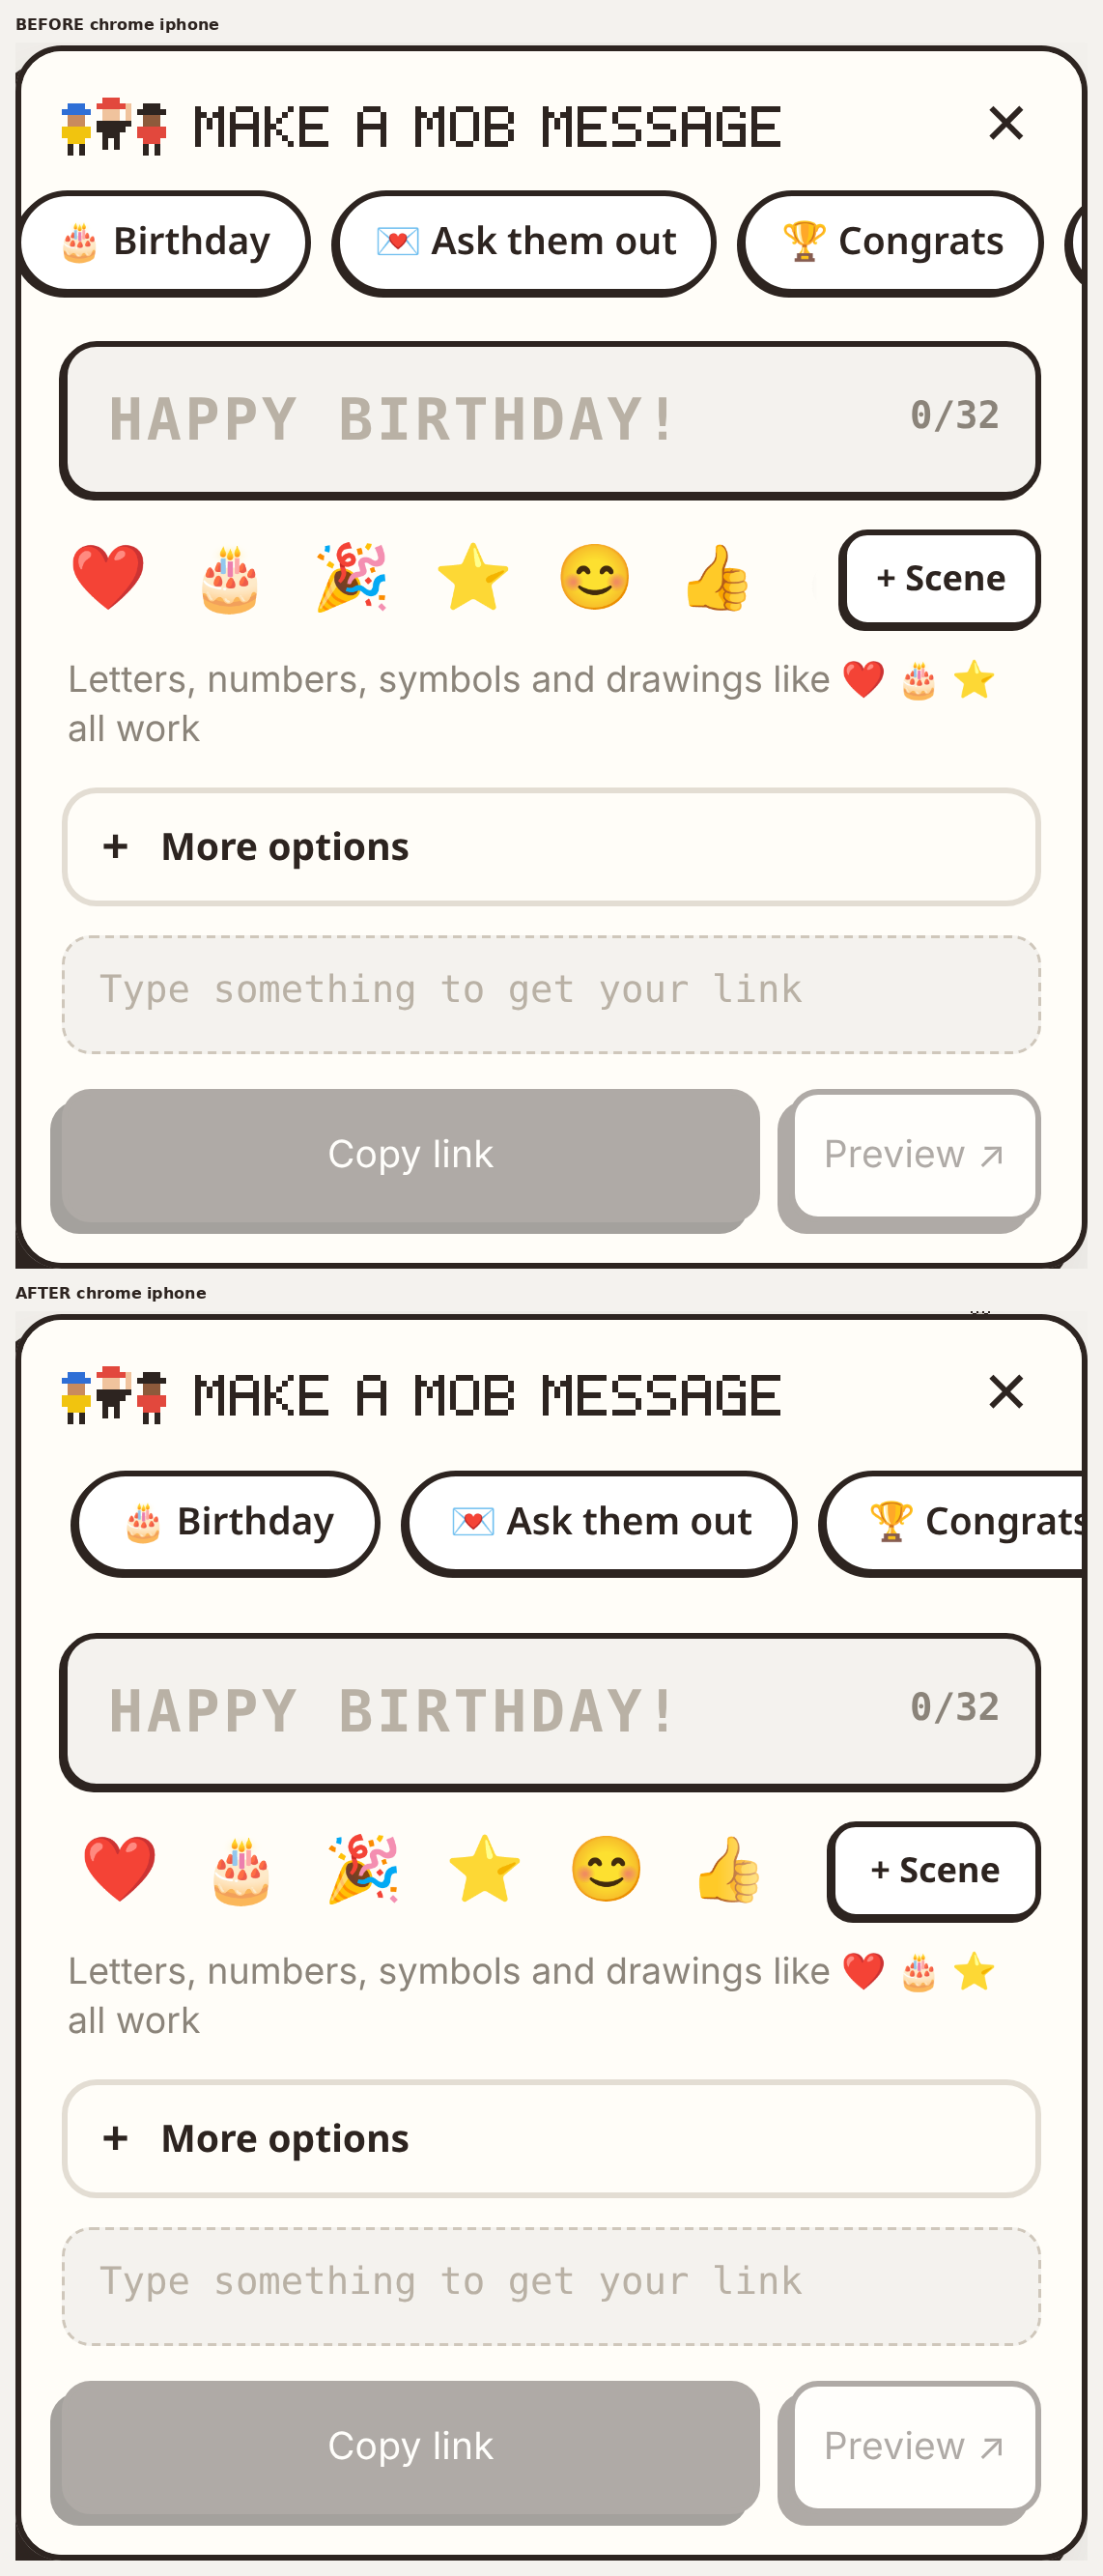 BEFORE chrome iphone
MAKE A MOB MESSAGE ✕
🎂 Birthday 💌 Ask them out 🏆 Congrats
HAPPY BIRTHDAY! 0/32
❤️ 🎂 🎉 ⭐ 😊 👍 + Scene
Letters, numbers, symbols and drawings like ❤️ 🎂 ⭐
all work
+ More options
Type something to get your link
Copy link Preview ↗
AFTER chrome iphone
MAKE A MOB MESSAGE ✕
🎂 Birthday 💌 Ask them out 🏆 Congrats
HAPPY BIRTHDAY! 0/32
❤️ 🎂 🎉 ⭐ 😊 👍 + Scene
Letters, numbers, symbols and drawings like ❤️ 🎂 ⭐
all work
+ More options
Type something to get your link
Copy link Preview ↗